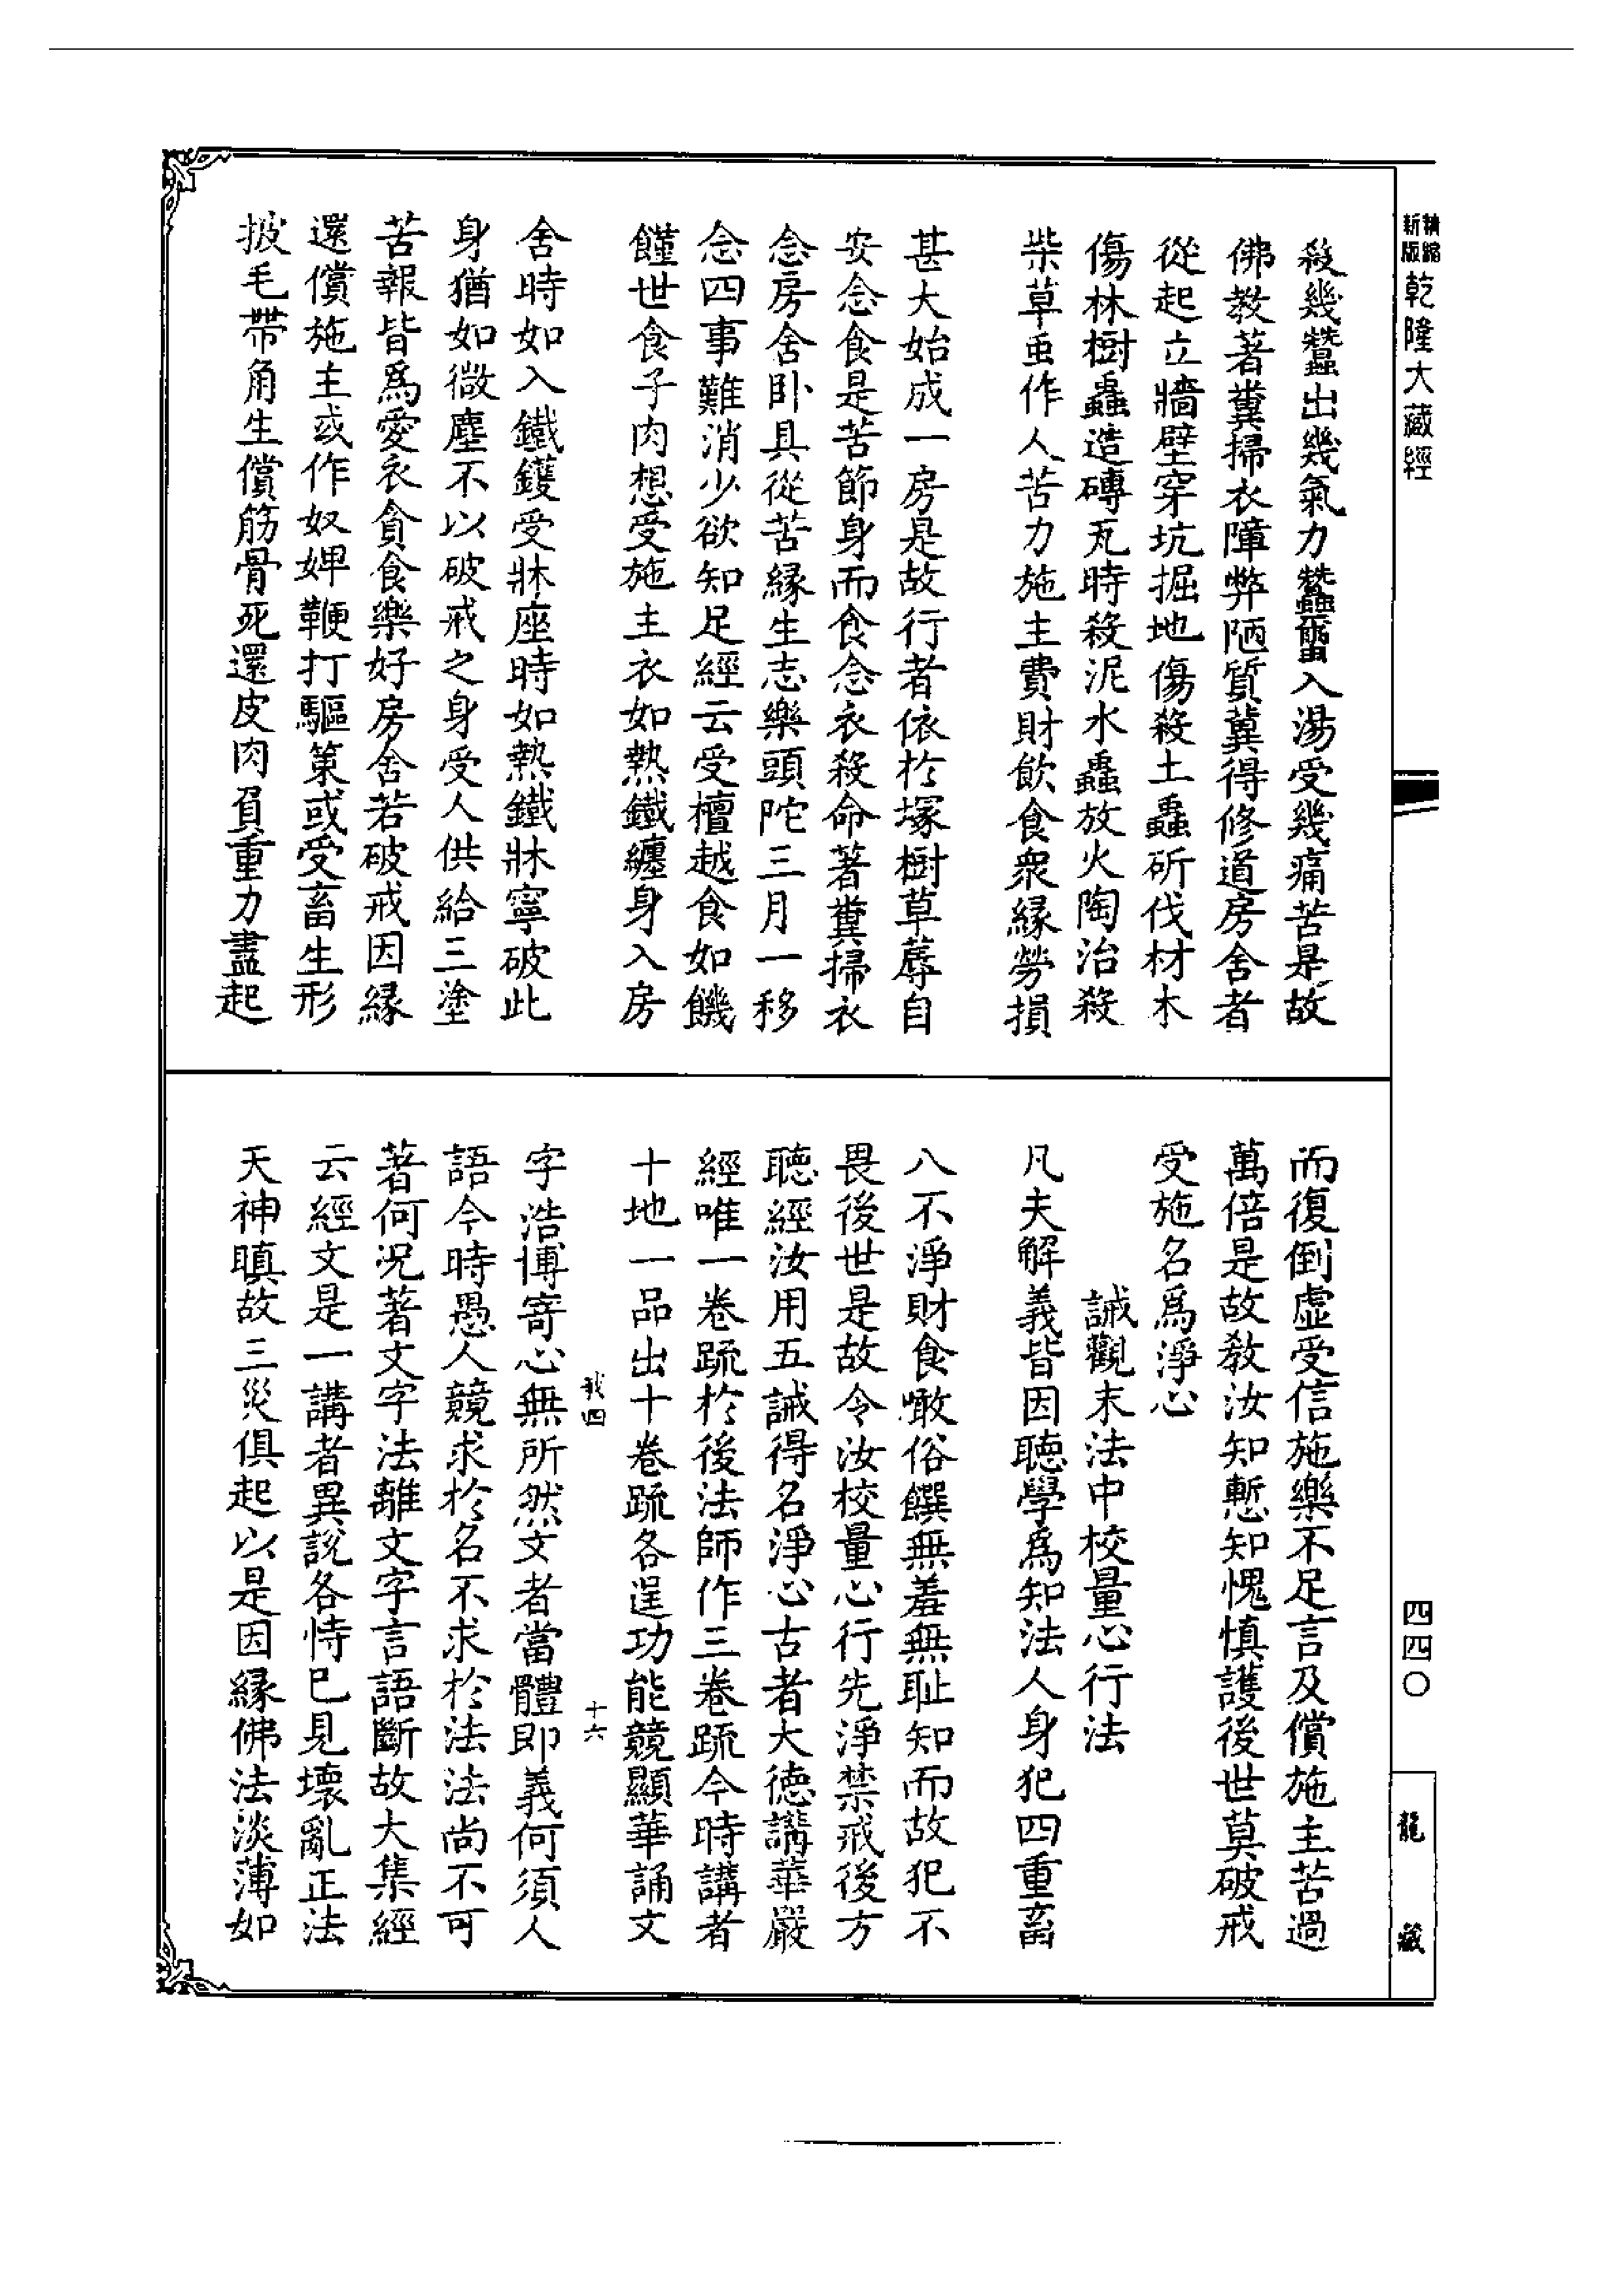 新版
精縮
乾隆大藏經
殺幾蠶出幾氣力蠶蠒入湯受幾痛苦是故
佛教著糞掃衣障弊陋質冀得修道房舍者
從起立牆壁穿坑掘地傷殺土蟲斫伐材木
傷林樹蟲造磚瓦時殺泥水蟲放火陶冶殺
柴草䖝作人苦力施主費財飲食衆緣勞損
甚大始成一房是故行者依於塚樹草蓐自
安念食是苦節身而食念衣殺命著糞掃衣
念房舍卧具從苦緣生志樂頭陀三月一移
念四事難消少欲知足經云受檀越食如饑
饉世食子肉想受施主衣如熱鐵纏身入房
舍時如入鐵鑊受牀座時如熱鐵牀寧破此
身猶如微塵不以破戒之身受人供給三塗
苦報皆爲愛衣貪食樂好房舍若破戒因緣
還償施主或作奴婢鞭打驅策或受畜生形
披毛帶角生償筋骨死還皮肉負重力盡起
而復倒虛受信施樂不足言及償施主苦過
萬倍是故教汝知慙知愧慎護後世莫破戒
受施名爲淨心
誡觀末法中校量心行法
凡夫解義皆因聽學爲知法人身犯四重畜
八不淨財食噉俗饌無羞無耻知而故犯不
畏後世是故令汝校量心行先淨禁戒後方
聽經汝用五誡得名淨心古者大德講華嚴
經唯一卷䟽於後法師作三卷䟽今時講者
十地一品出十卷䟽各逞功能競顯華誦文
我四
十六
字浩博寄心無所然文者當體即義何須人
語今時愚人競求於名不求於法法尚不可
著何況著文字法離文字言語斷故大集經
云經文是一講者異說各恃已見壞亂正法
天神瞋故三災俱起以是因緣佛法淡薄如
四四〇
龍藏